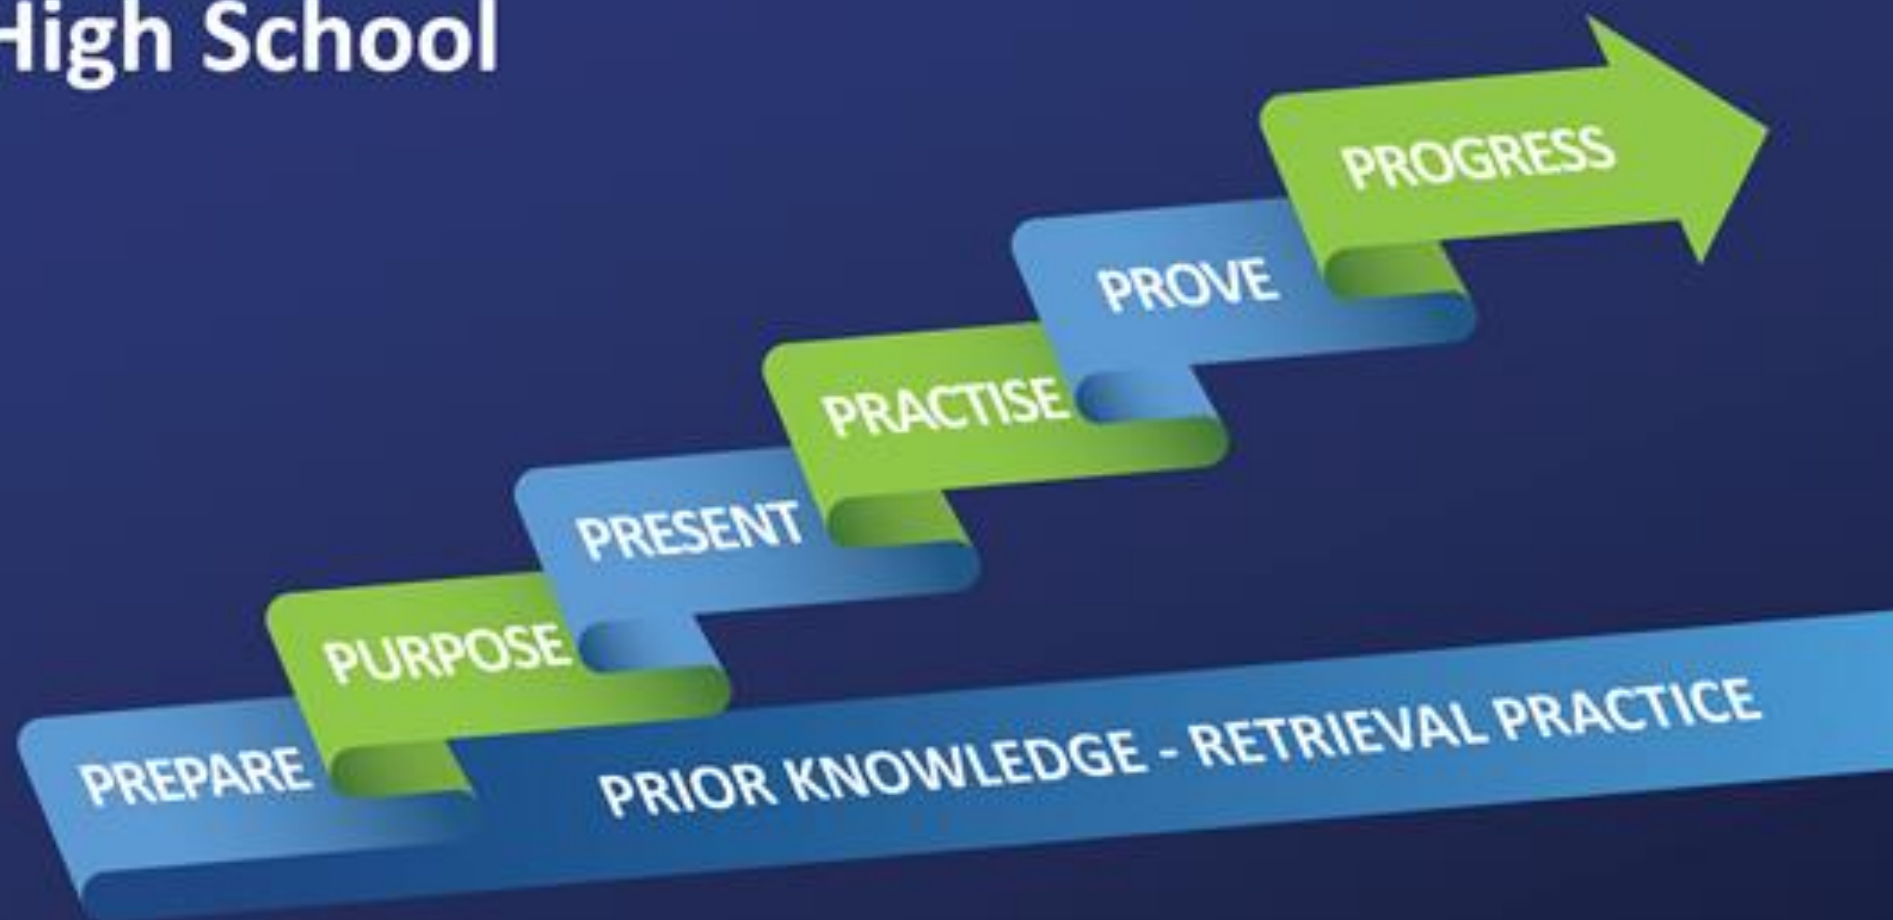 High School
PROGRESS
PROVE
PRACTISE
PRESENT
PURPOSE
PREPARE
PRIOR KNOWLEDGE - RETRIEVAL PRACTICE